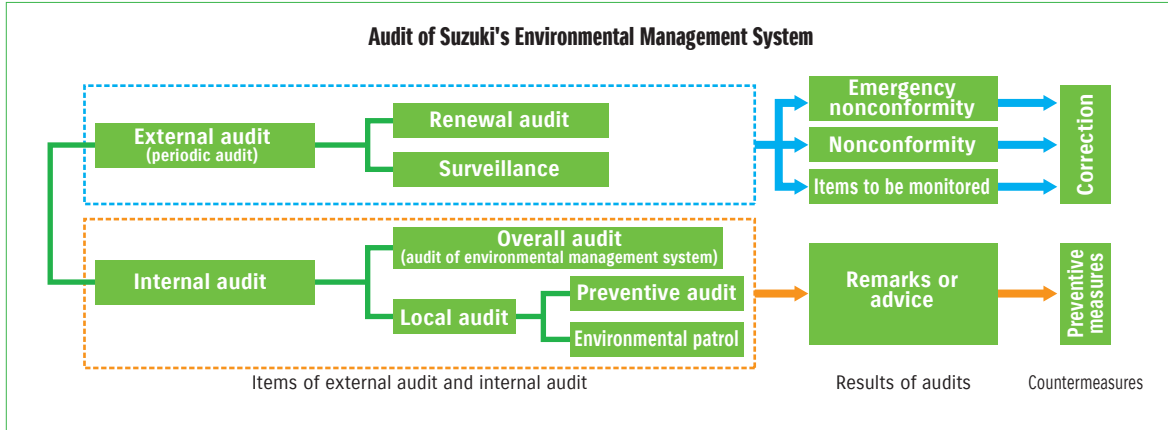 Audit of Suzuki's Environmental Management System
External audit
(periodic audit)
Renewal audit
Surveillance
Emergency
nonconformity
Nonconformity
Items to be monitored
Correction
Internal audit
Overall audit
(audit of environmental management system)
Local audit
Preventive audit
Environmental patrol
Remarks or
advice
Preventive
measures
Items of external audit and internal audit
Results of audits
Countermeasures